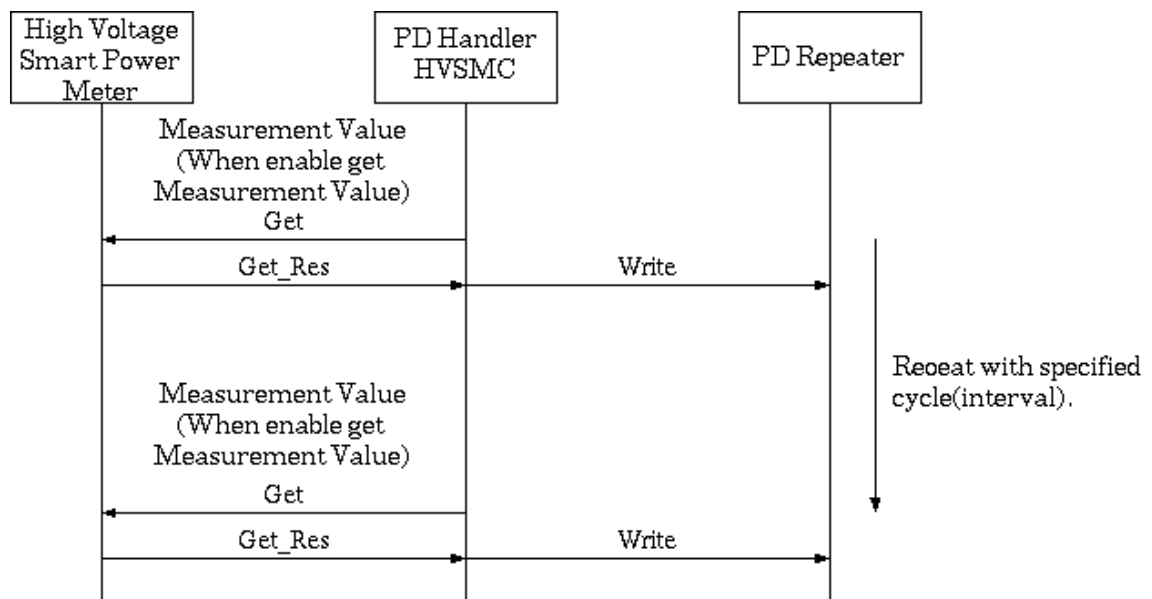 High Voltage
Smart Power
Meter
PD Handler
HVSMC
PD Repeater
Measurement Value
(When enable get
Measurement Value)
Get
Get_Res
Write
Reoeat with specified
cycle(interval).
Measurement Value
(When enable get
Measurement Value)
Get
Get_Res
Write